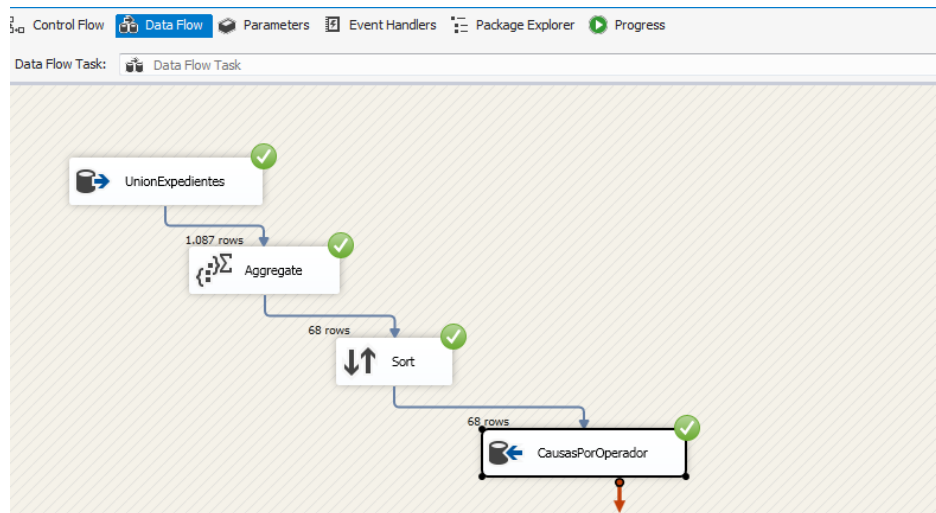 Control Flow Data Flow Parameters Event Handlers Package Explorer Progress
Data Flow Task: Data Flow Task
UnionExpedientes
1.087 rows
Aggregate
68 rows
Sort
68 rows
CausasPorOperador